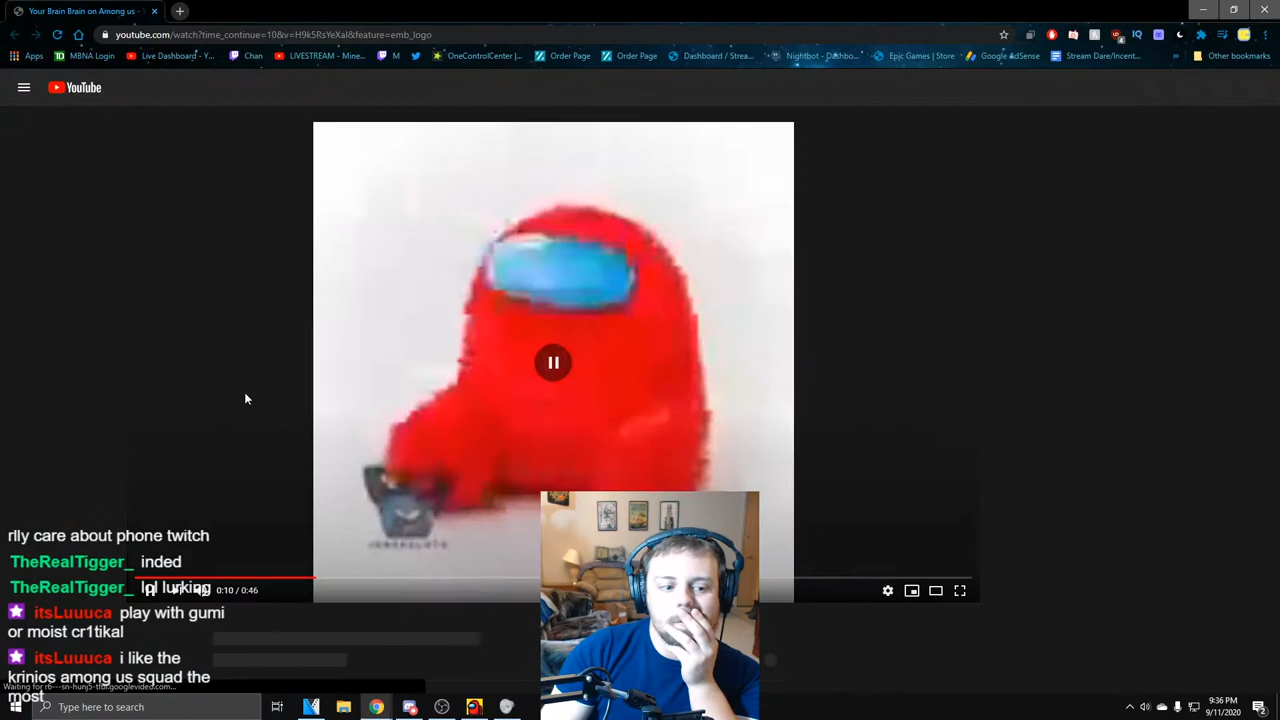 Your Brain Brain on Among us -
youtube.com/watch?time_continue=10&v=H9k5RsYeXaI&feature=emb_logo
Apps
MBNA Login
Live Dashboard - Y...
Chan
LIVESTREAM - Mine...
M
OneControlCenter |...
Order Page
Order Page
Dashboard / Strea...
Nightbot - Dashbo...
Epic Games | Store
Google AdSense
Stream Dare/Incent...
Other bookmarks
YouTube
rlly care about phone twitch
TheRealTigger_ inded
TheRealTigger_ lol lurking
0:10 / 0:46
itsLuuuca play with gumi
or moist cr1tikal
itsLuuuca i like the
krinios among us squad the
most
Type here to search
9:36 PM
9/11/2020